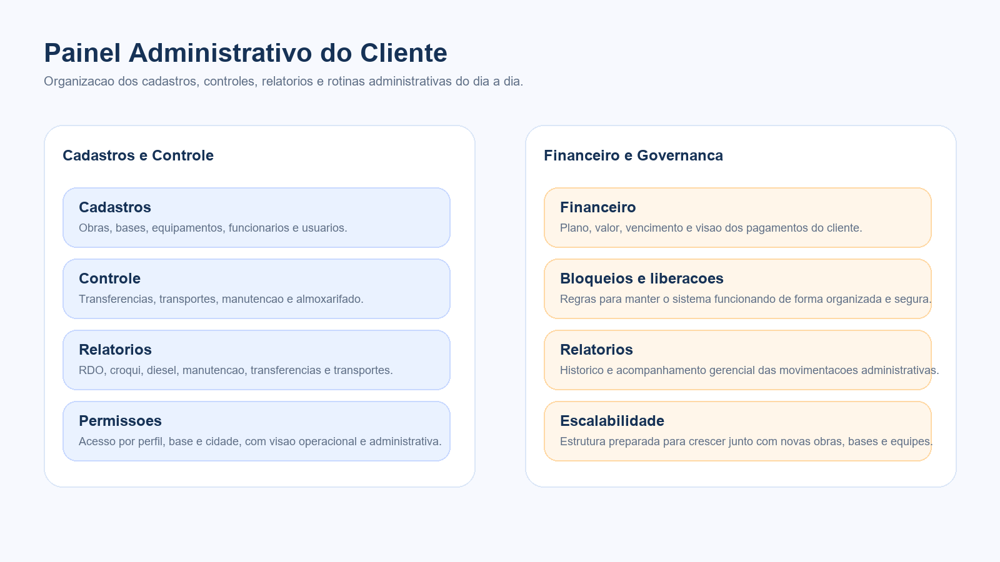 Painel Administrativo do Cliente
Organizacao dos cadastros, controles, relatorios e rotinas administrativas do dia a dia.
Cadastros e Controle
Cadastros
Obras, bases, equipamentos, funcionarios e usuarios.
Controle
Transferencias, transportes, manutencao e almoxarifado.
Relatorios
RDO, croqui, diesel, manutencao, transferencias e transportes.
Permissoes
Acesso por perfil, base e cidade, com visao operacional e administrativa.
Financeiro e Governanca
Financeiro
Plano, valor, vencimento e visao dos pagamentos do cliente.
Bloqueios e liberacoes
Regras para manter o sistema funcionando de forma organizada e segura.
Relatorios
Historico e acompanhamento gerencial das movimentacoes administrativas.
Escalabilidade
Estrutura preparada para crescer junto com novas obras, bases e equipes.